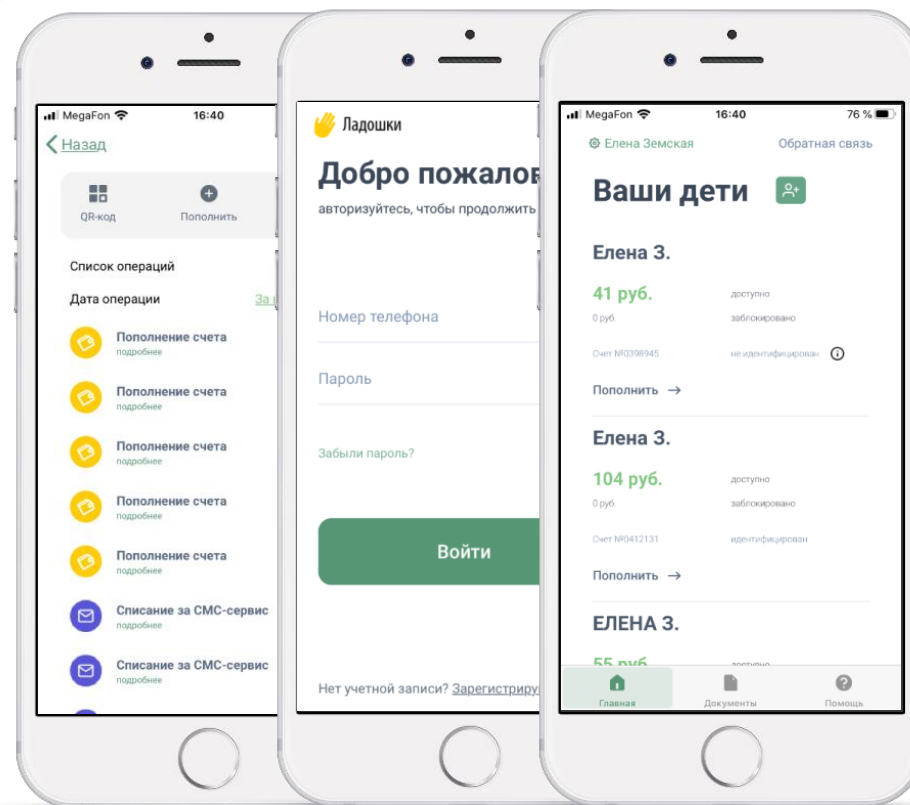 MegaFon 16:40
Назад
QR-код Пополнить
Список операций
Дата операции
Пополнение счета
подробнее
Пополнение счета
подробнее
Пополнение счета
подробнее
Пополнение счета
подробнее
Пополнение счета
подробнее
Списание за СМС-сервис
подробнее
Списание за СМС-сервис
подробнее
Ладошки
Добро пожалов
авторизуйтесь, чтобы продолжить
Номер телефона
Пароль
Забыли пароль?
Войти
Нет учетной записи? Зарегистриру
MegaFon 16:40 76 %
Елена Земская Обратная связь
Ваши дети
Елена З.
41 руб. доступно
0 руб. заблокировано
Счет №0398945 не идентифицирован
Пополнить →
Елена З.
104 руб. доступно
0 руб. заблокировано
Счет №0412131 идентифицирован
Пополнить →
ЕЛЕНА З.
55 руб доступно
Главная Документы Помощь